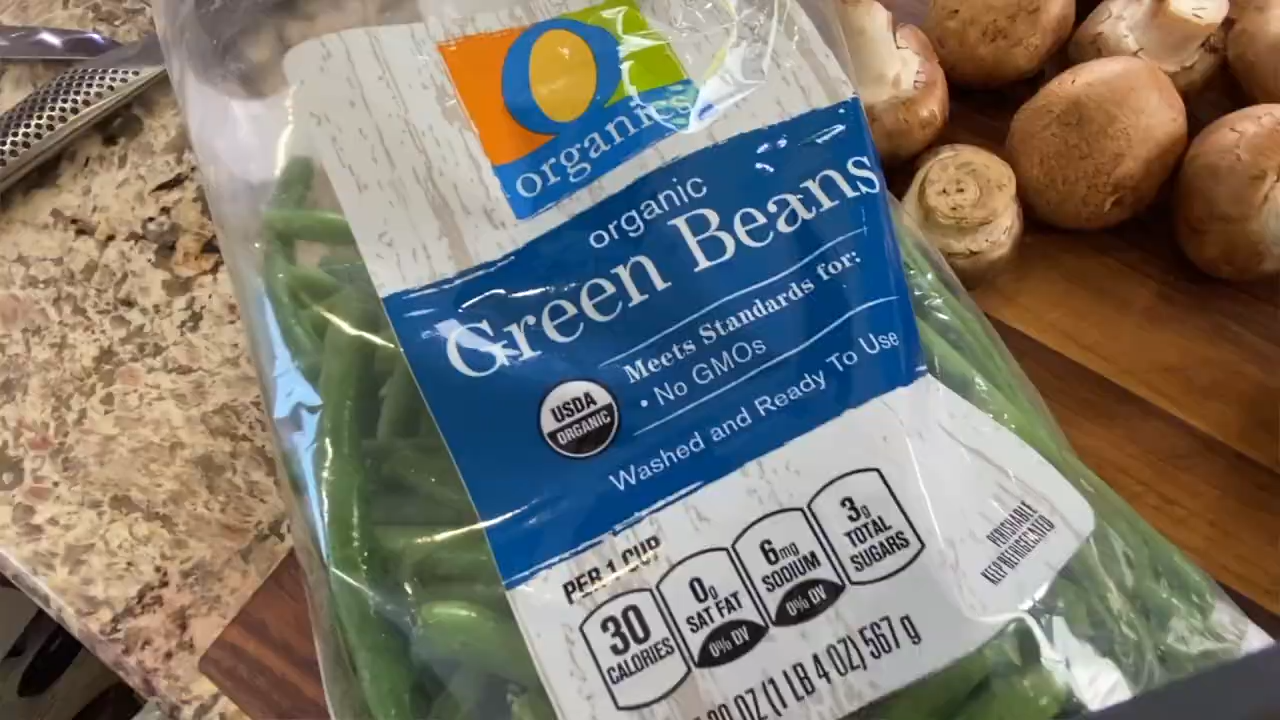 O
organics
organic
Green Beans
Meets Standards for:
• No GMOs
USDA
ORGANIC
Washed and Ready To Use
PER 1 CUP
30
CALORIES
0g
SAT FAT
0% DV
6mg
SODIUM
0% DV
3g
TOTAL
SUGARS
PERISHABLE
KEEP REFRIGERATED
20 OZ (1 LB 4 OZ) 567 g